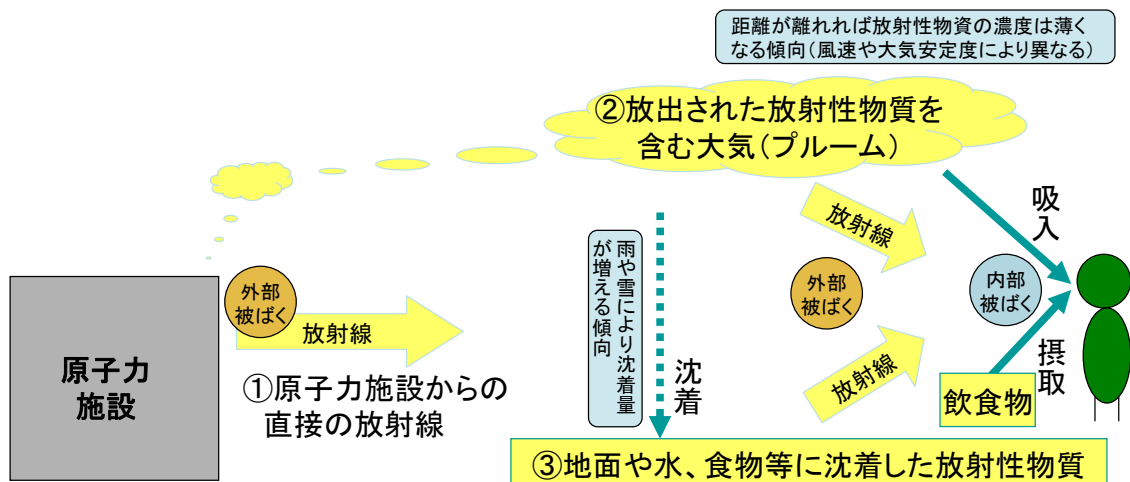 距離が離れれば放射性物資の濃度は薄く
なる傾向(風速や大気安定度により異なる)
②放出された放射性物質を
含む大気(プルーム)
吸入
放射線
雨や雪により沈着量
が増える傾向
外部
被ばく
外部
被ばく
内部
被ばく
放射線
原子力
施設
①原子力施設からの
直接の放射線
沈着
放射線
摂取
飲食物
③地面や水、食物等に沈着した放射性物質